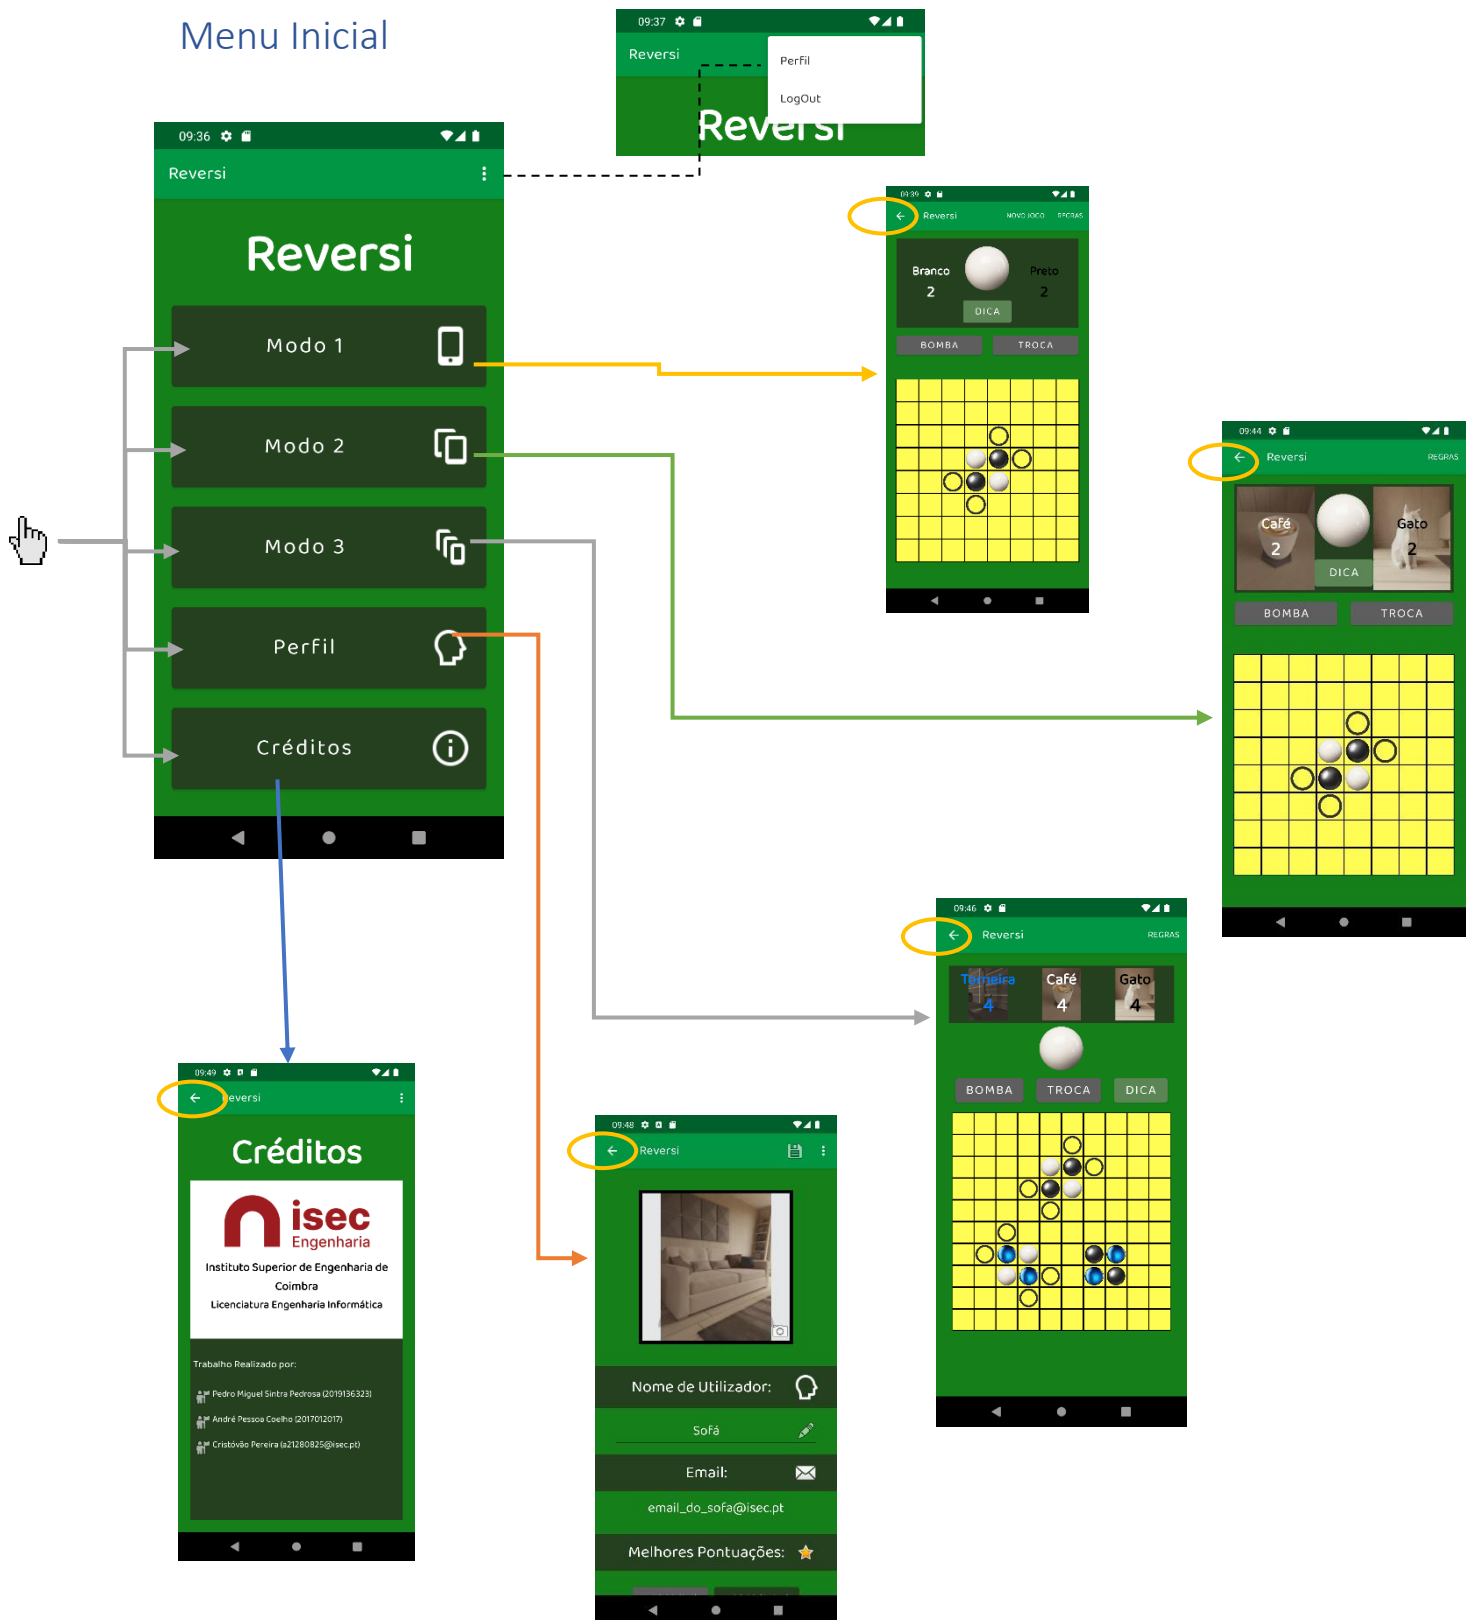 Menu Inicial
09:37
Reversi
Perfil
LogOut
Reversi
09:36
Reversi
Reversi
Modo 1
Modo 2
Modo 3
Perfil
Créditos
09:39
Reversi
NOVO JOGO REGRAS
Branco
2
Preto
2
DICA
BOMBA
TROCA
09:44
Reversi
REGRAS
Café
2
Gato
2
DICA
BOMBA
TROCA
09:46
Reversi
REGRAS
Torneira
4
Café
4
Gato
4
BOMBA
TROCA
DICA
09:49
Reversi
Créditos
isec
Engenharia
Instituto Superior de Engenharia de
Coimbra
Licenciatura Engenharia Informática
Trabalho Realizado por:
Pedro Miguel Sintra Pedrosa (2019136323)
André Pessoa Coelho (2017012017)
Cristóvão Pereira (a21280825@isec.pt)
09:48
Reversi
Nome de Utilizador:
Sofá
Email:
email_do_sofa@isec.pt
Melhores Pontuações: